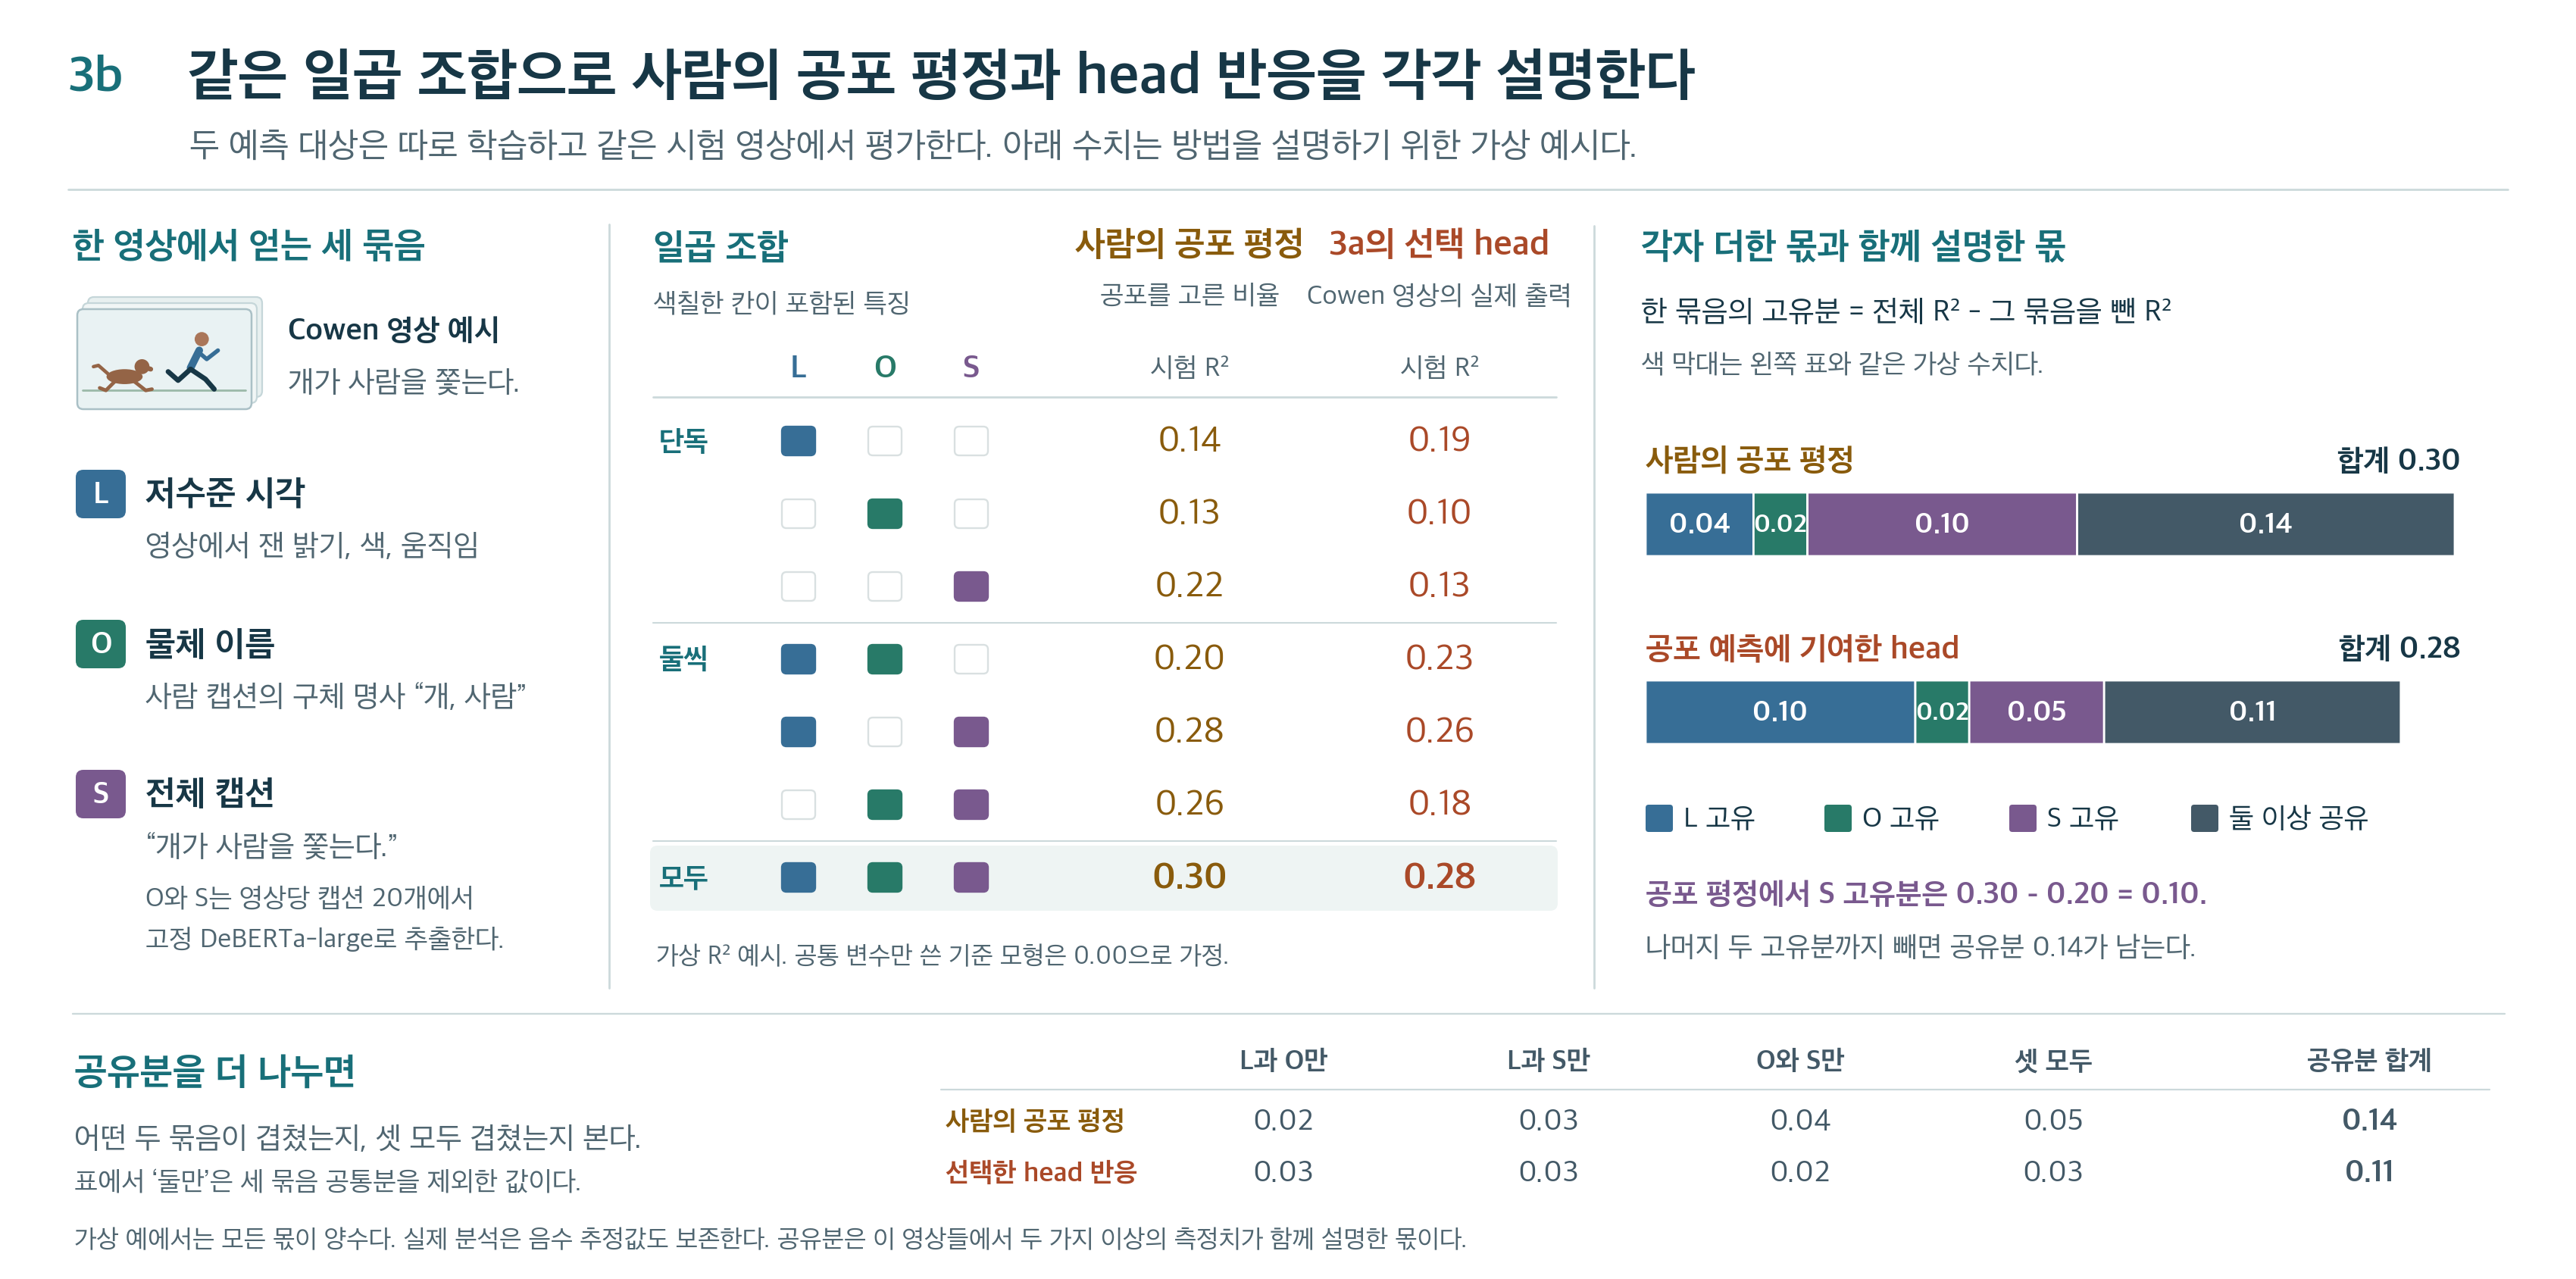 3b 같은 일곱 조합으로 사람의 공포 평정과 head 반응을 각각 설명한다
두 예측 대상은 따로 학습하고 같은 시험 영상에서 평가한다. 아래 수치는 방법을 설명하기 위한 가상 예시다.
한 영상에서 얻는 세 묶음
Cowen 영상 예시
개가 사람을 쫓는다.
L 저수준 시각
영상에서 잰 밝기, 색, 움직임
O 물체 이름
사람 캡션의 구체 명사 “개, 사람”
S 전체 캡션
“개가 사람을 쫓는다.”
O와 S는 영상당 캡션 20개에서
고정 DeBERTa-large로 추출한다.
일곱 조합 사람의 공포 평정 3a의 선택 head
색칠한 칸이 포함된 특징 공포를 고른 비율 Cowen 영상의 실제 출력
L O S 시험 R² 시험 R²
단독 0.14 0.19
0.13 0.10
0.22 0.13
둘씩 0.20 0.23
0.28 0.26
0.26 0.18
모두 0.30 0.28
가상 R² 예시. 공통 변수만 쓴 기준 모형은 0.00으로 가정.
각자 더한 몫과 함께 설명한 몫
한 묶음의 고유분 = 전체 R² - 그 묶음을 뺀 R²
색 막대는 왼쪽 표와 같은 가상 수치다.
사람의 공포 평정 합계 0.30
0.04 0.02 0.10 0.14
공포 예측에 기여한 head 합계 0.28
0.10 0.02 0.05 0.11
L 고유 O 고유 S 고유 둘 이상 공유
공포 평정에서 S 고유분은 0.30 - 0.20 = 0.10.
나머지 두 고유분까지 빼면 공유분 0.14가 남는다.
공유분을 더 나누면
어떤 두 묶음이 겹쳤는지, 셋 모두 겹쳤는지 본다.
표에서 ‘둘만’은 세 묶음 공통분을 제외한 값이다.
L과 O만 L과 S만 O와 S만 셋 모두 공유분 합계
사람의 공포 평정 0.02 0.03 0.04 0.05 0.14
선택한 head 반응 0.03 0.03 0.02 0.03 0.11
가상 예에서는 모든 몫이 양수다. 실제 분석은 음수 추정값도 보존한다. 공유분은 이 영상들에서 두 가지 이상의 측정치가 함께 설명한 몫이다.